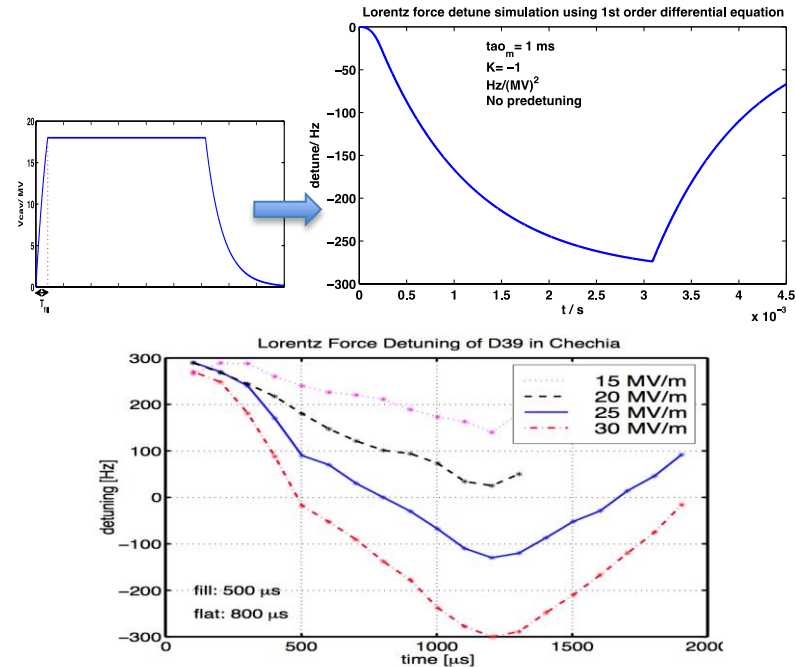 Lorentz force detune simulation using 1st order differential equation
tao_m = 1 ms
K= −1
Hz/(MV)^2
No predetuning
0
−50
−100
−150
−200
−250
−300
detune/ Hz
0 0.5 1 1.5 2 2.5 3 3.5 4 4.5
t / s
x 10^−3
20
15
10
5
0
Vcav/ MV
T
Lorentz Force Detuning of D39 in Chechia
300
200
100
0
−100
−200
−300
detuning [Hz]
15 MV/m
20 MV/m
25 MV/m
30 MV/m
fill: 500 μs
flat: 800 μs
0 500 1000 1500 2000
time [μs]